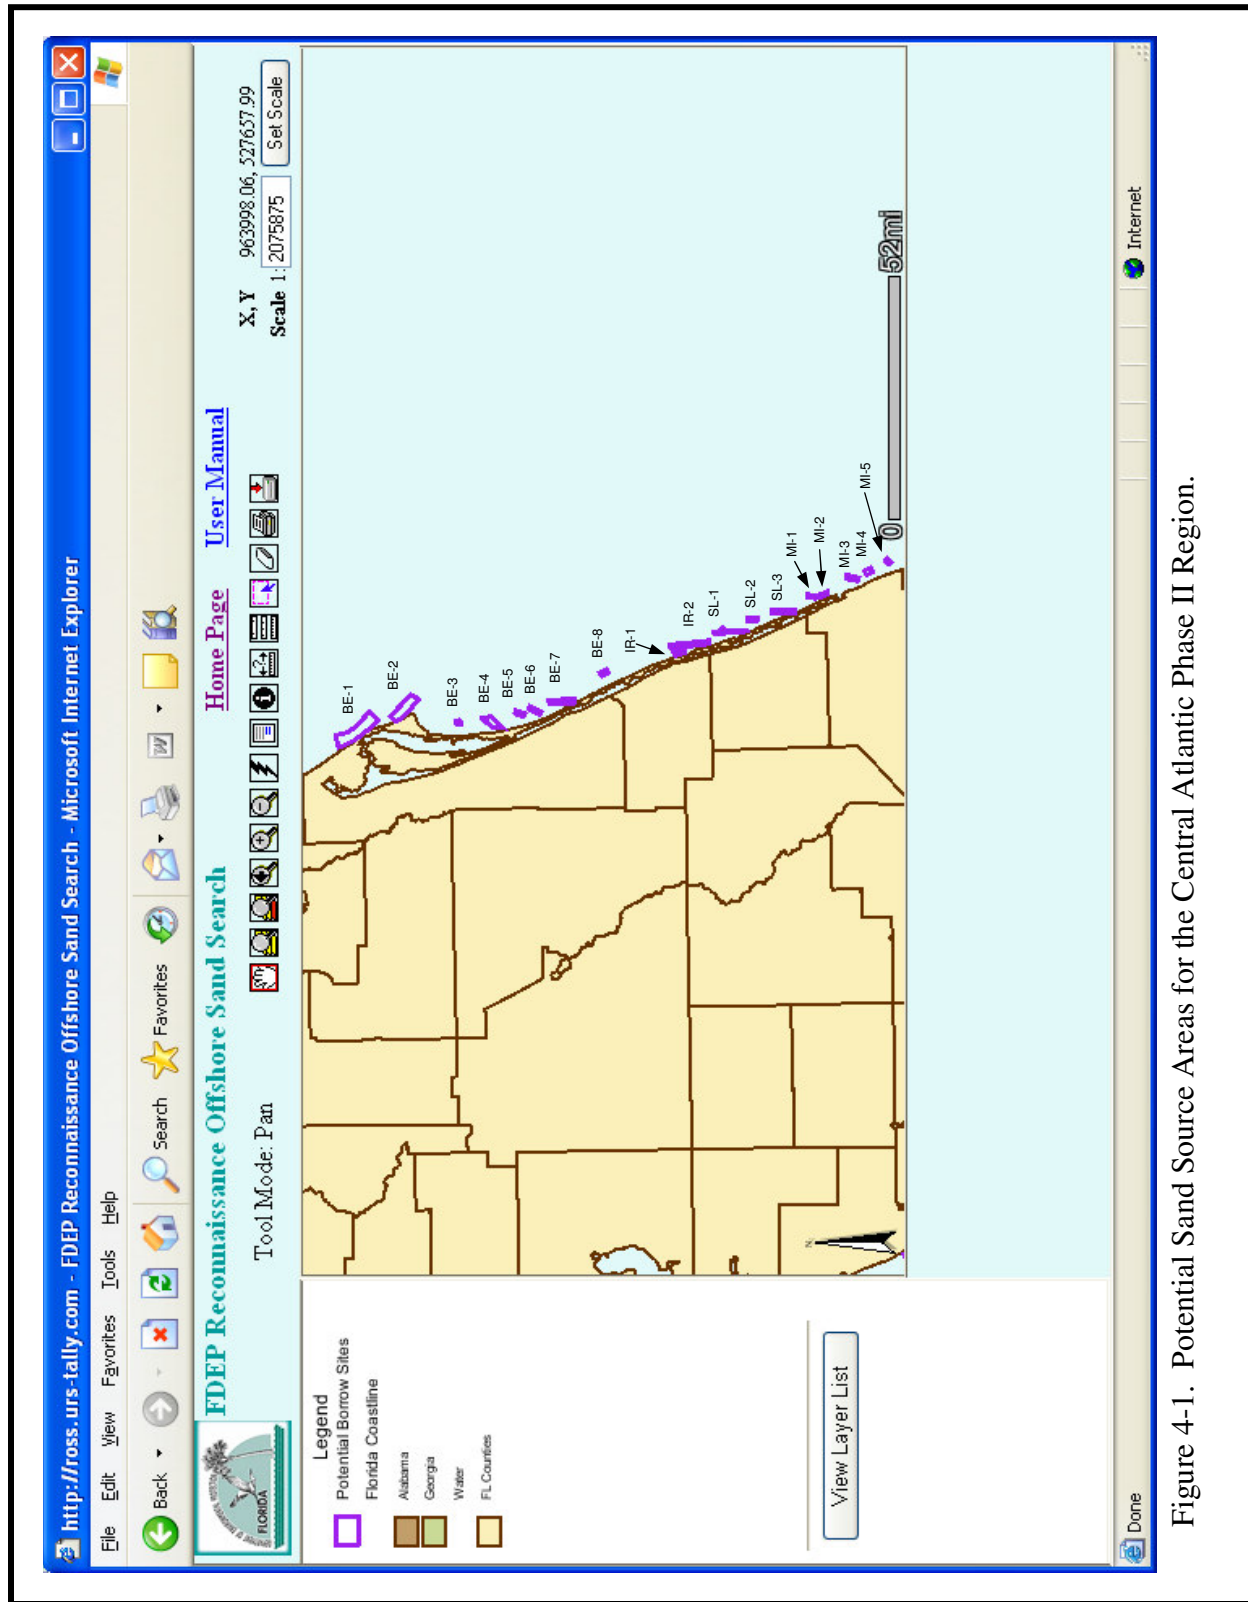 http://ross.urs-tally.com - FDEP Reconnaissance Offshore Sand Search - Microsoft Internet Explorer
File Edit View Favorites Tools Help
Back Search Favorites
FDEP Reconnaissance Offshore Sand Search
Home Page User Manual
FLORIDA
Tool Mode: Pan
X, Y 963998.06, 527657.99
Scale 1: 2075875 Set Scale
Legend
Potential Borrow Sites
Florida Coastline
Alabama
Georgia
Water
FL Counties
View Layer List
BE-1
BE-2
BE-3
BE-4
BE-5
BE-6
BE-7
BE-8
IR-1
IR-2
SL-1
SL-2
SL-3
MI-1
MI-2
MI-3
MI-4
MI-5
N
0 52mi
Done Internet
Figure 4-1. Potential Sand Source Areas for the Central Atlantic Phase II Region.